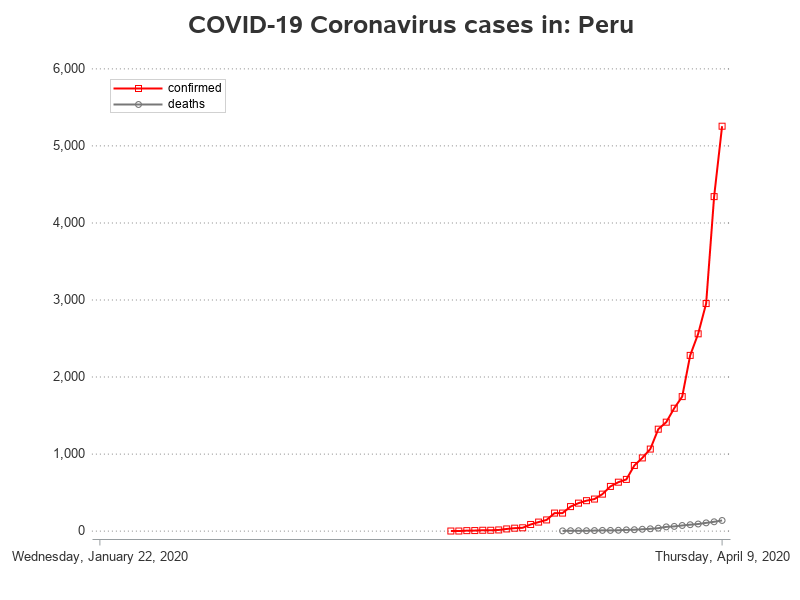 COVID-19 Coronavirus cases in: Peru
6,000
confirmed
deaths
5,000
4,000
3,000
2,000
1,000
0
Wednesday, January 22, 2020 Thursday, April 9, 2020